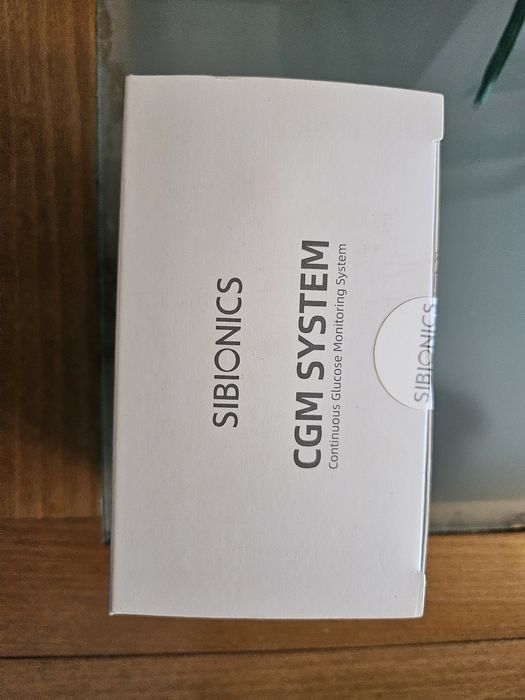 SIBIONICS
CGM SYSTEM
Continuous Glucose Monitoring System
SIBIONICS